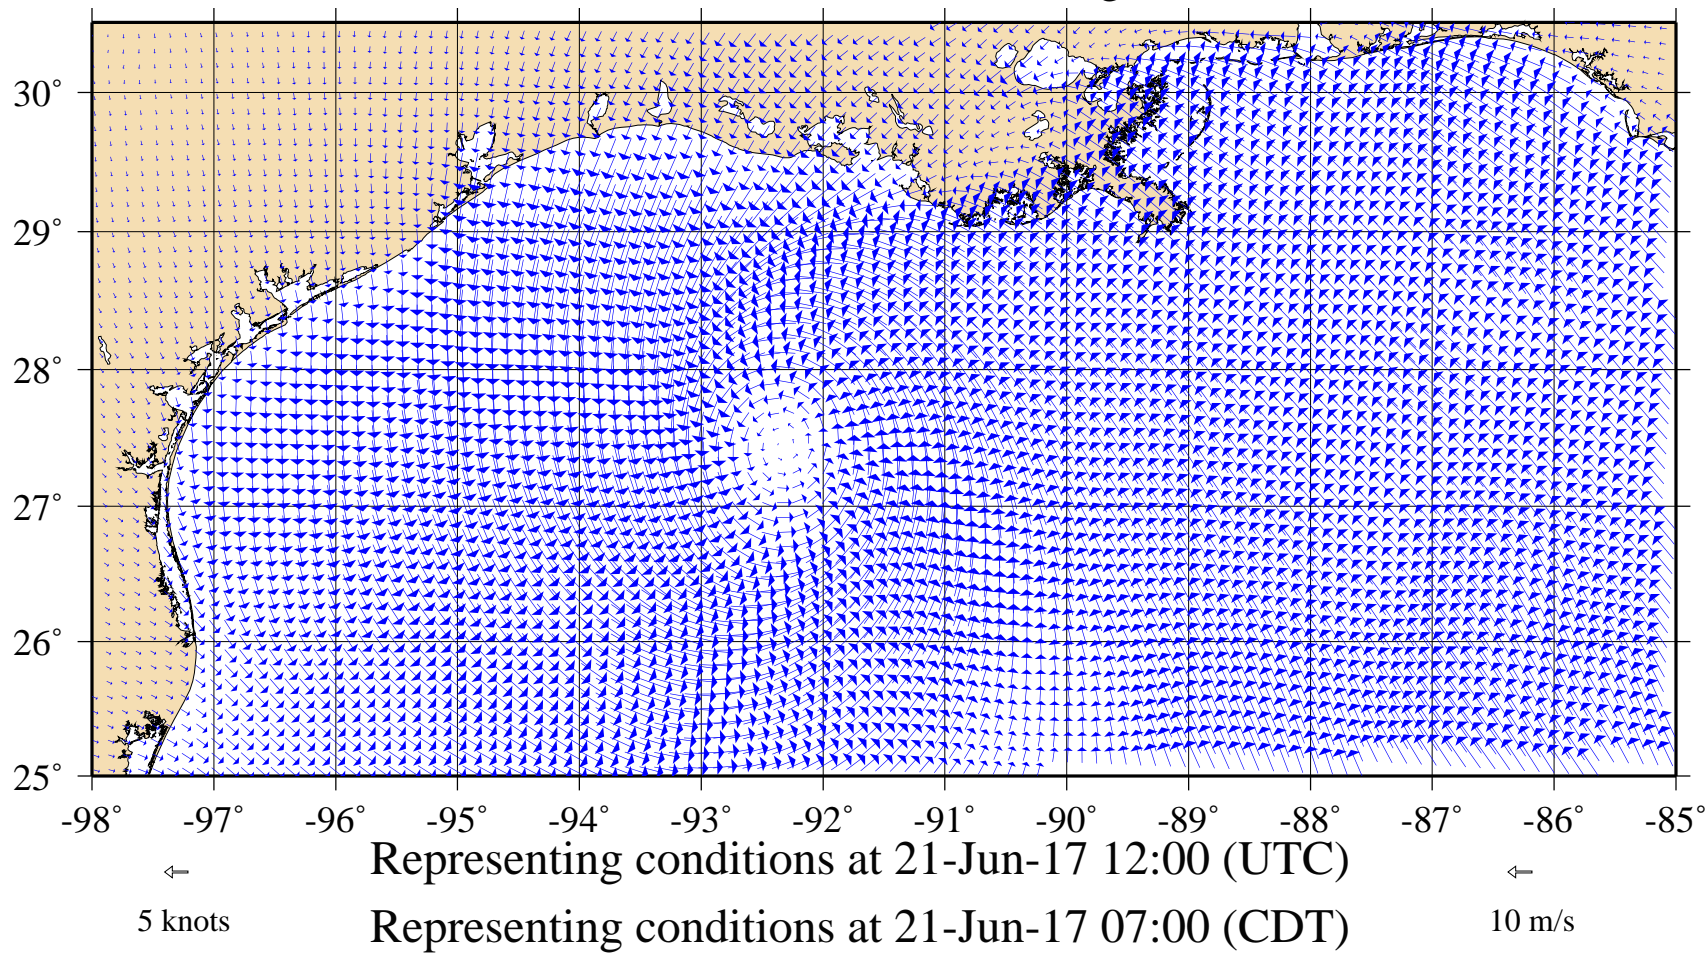 30°
29°
28°
27°
26°
25°
-98° -97° -96° -95° -94° -93° -92° -91° -90° -89° -88° -87° -86° -85°
Representing conditions at 21-Jun-17 12:00 (UTC)
5 knots Representing conditions at 21-Jun-17 07:00 (CDT) 10 m/s